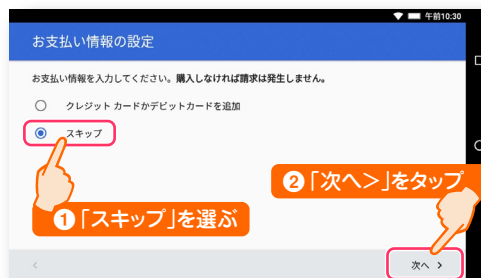 午前10:30
お支払い情報の設定
お支払い情報を入力してください。購入しなければ請求は発生しません。
クレジット カードかデビットカードを追加
スキップ
❷「次へ>」をタップ
❶「スキップ」を選ぶ
次へ >